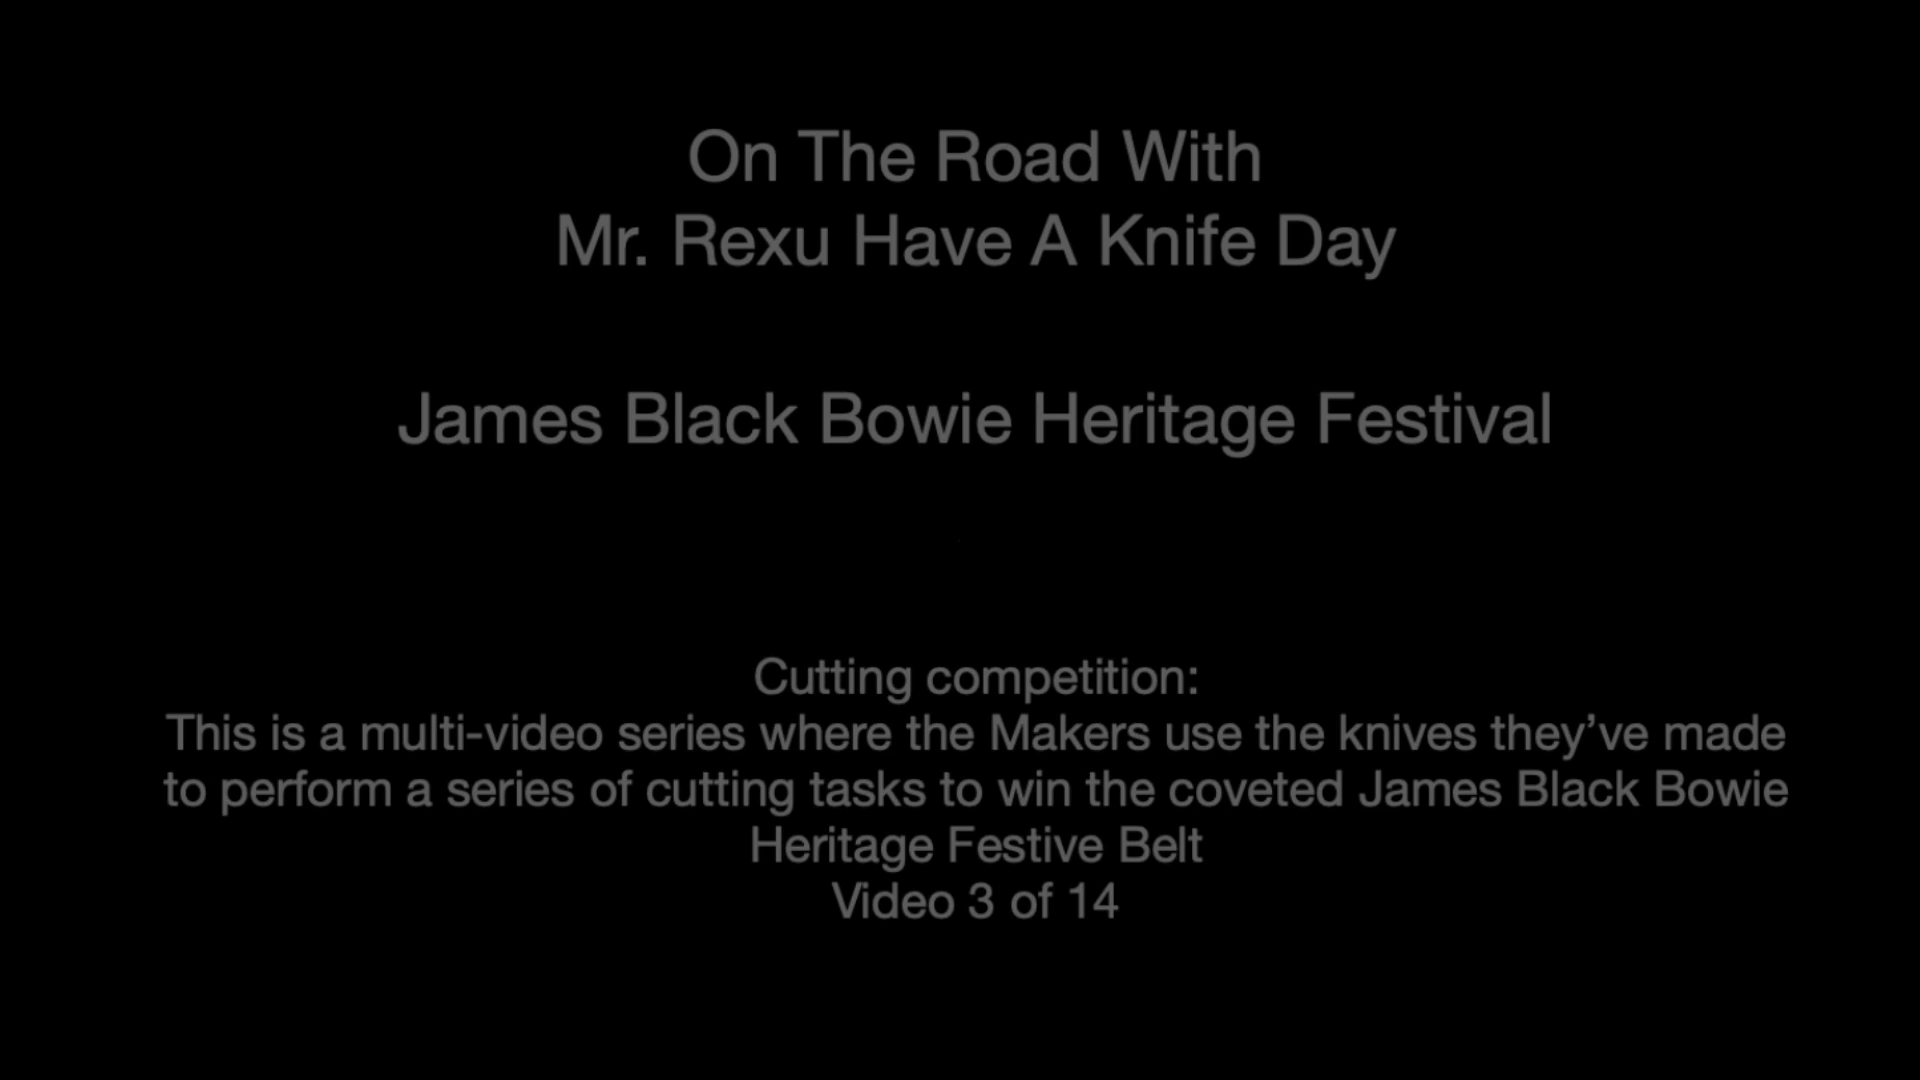 On The Road With
Mr. Rexu Have A Knife Day
James Black Bowie Heritage Festival
Cutting competition:
This is a multi-video series where the Makers use the knives they’ve made
to perform a series of cutting tasks to win the coveted James Black Bowie
Heritage Festive Belt
Video 3 of 14